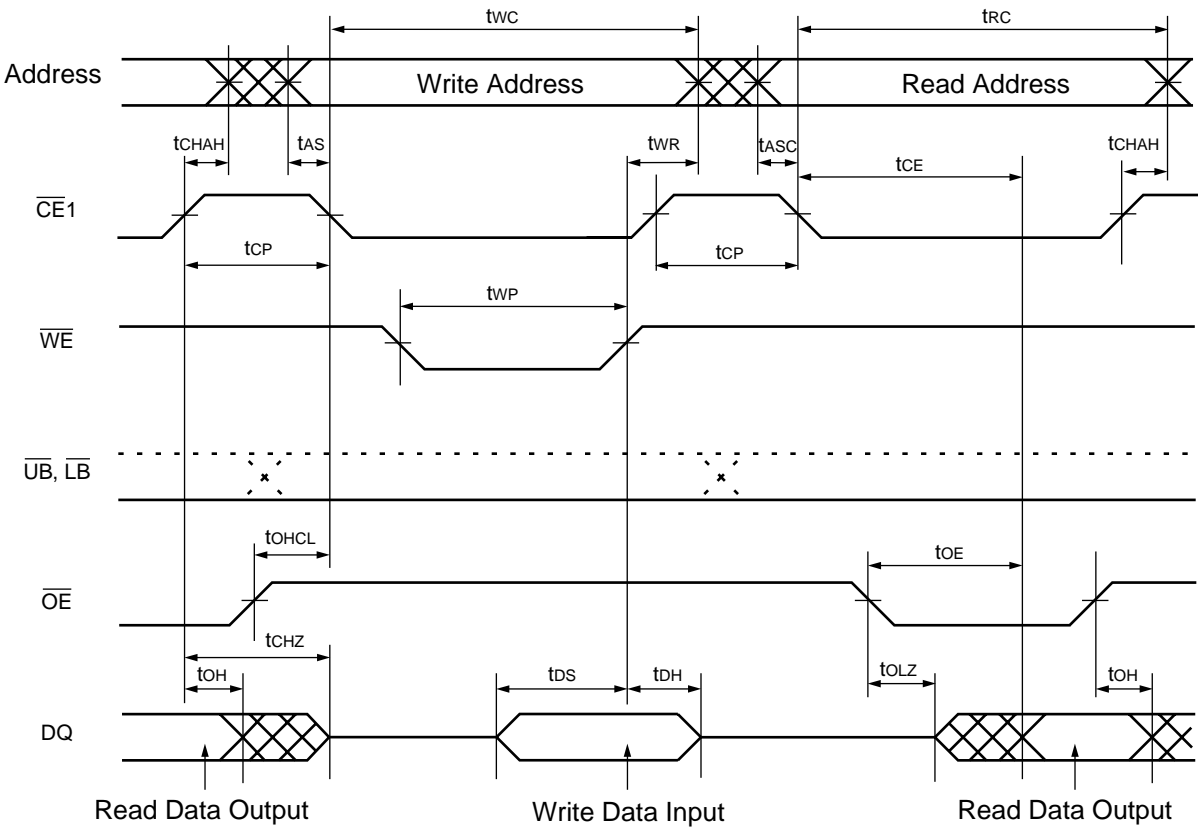 tWC
tRC
Address
Write Address
Read Address
tCHAH
tAS
tWR
tASC
tCE
tCHAH
CE1
tCP
tCP
tWP
WE
UB, LB
tOHCL
tOE
OE
tCHZ
tOH
tDS
tDH
tOLZ
tOH
DQ
Read Data Output
Write Data Input
Read Data Output